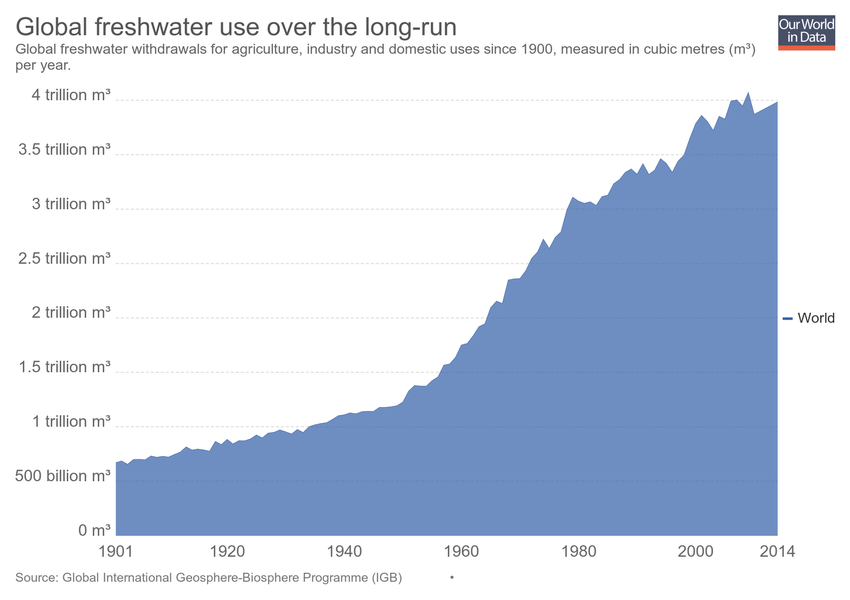 Global freshwater use over the long-run
Our World
in Data
Global freshwater withdrawals for agriculture, industry and domestic uses since 1900, measured in cubic metres (m³)
per year.
4 trillion m³
3.5 trillion m³
3 trillion m³
2.5 trillion m³
2 trillion m³
World
1.5 trillion m³
1 trillion m³
500 billion m³
0 m³
1901 1920 1940 1960 1980 2000 2014
Source: Global International Geosphere-Biosphere Programme (IGB) •